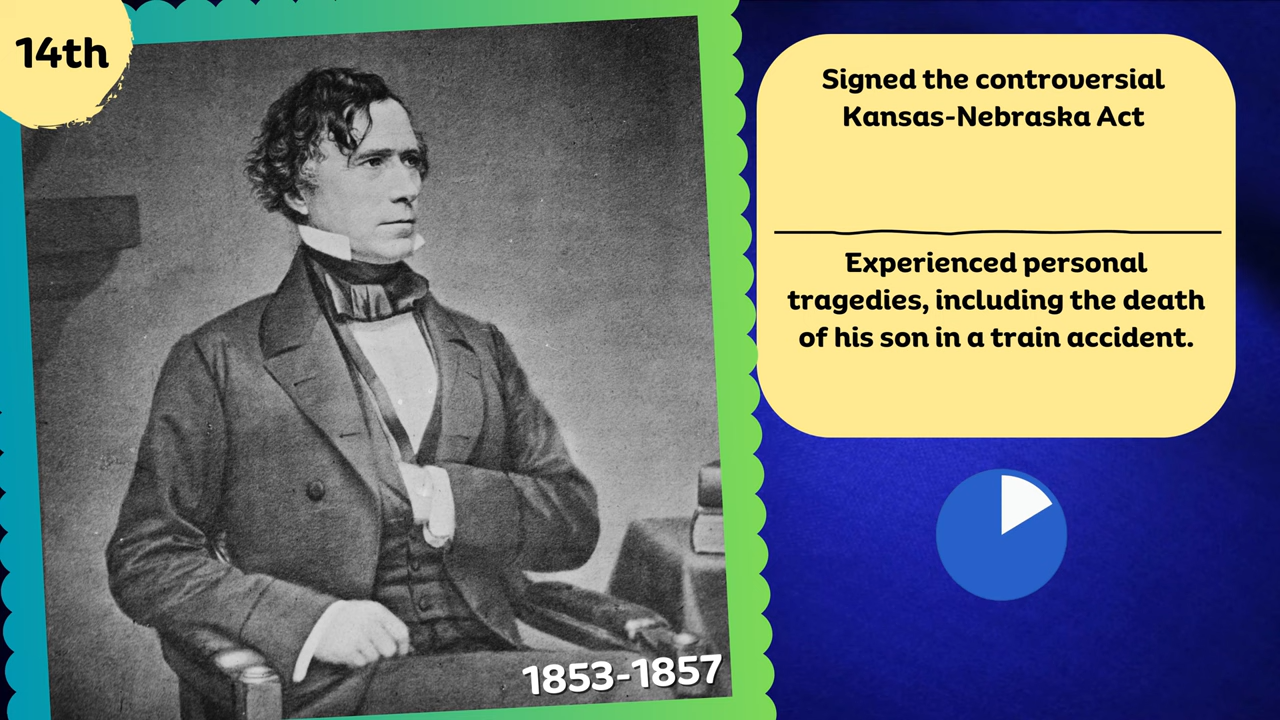 14th
Signed the controversial
Kansas-Nebraska Act
Experienced personal
tragedies, including the death
of his son in a train accident.
1853-1857